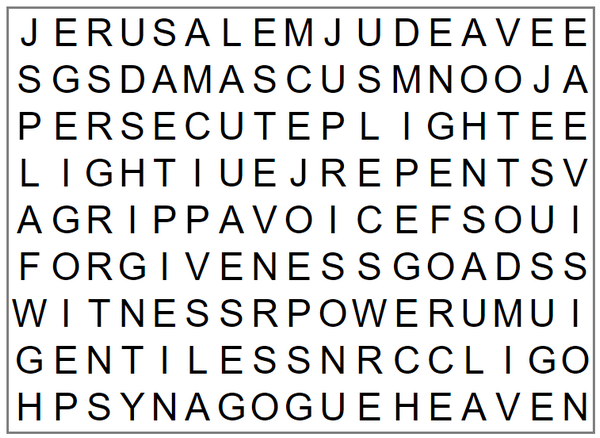 JERUSALEMJUDEAVEE
SGSDAMASCUSMNOOJA
PERSECUTEPLIGHTEE
LIGHTIUEJREPENTSV
AGRIPPAVOICEFSOUI
FORGIVENESSGOADSS
WITNESSRPOWERUMUI
GENTILESSNRCCLIGO
HPSYNAGOGUEHEAVEN